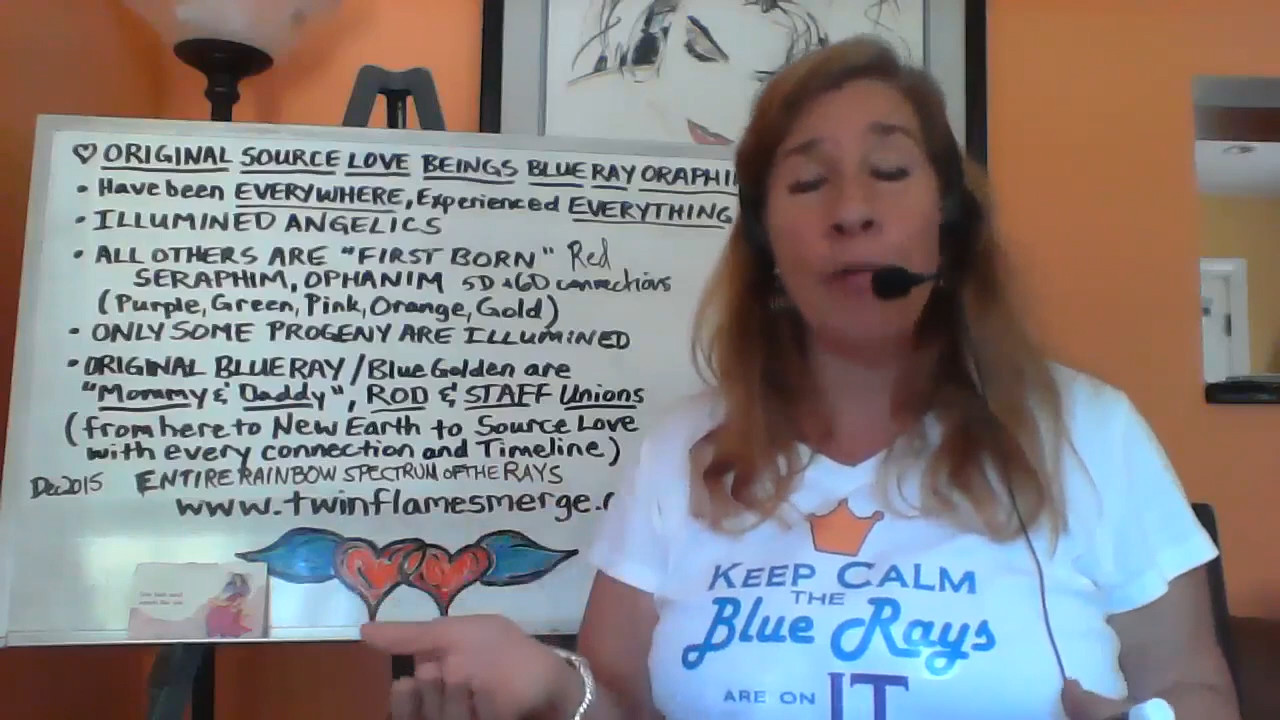 ♡ ORIGINAL SOURCE LOVE BEINGS BLUE RAY ORAPHI
• Have been EVERYWHERE, Experienced EVERYTHING
• ILLUMINED ANGELICS
• ALL OTHERS ARE "FIRST BORN" Red
SERAPHIM, OPHANIM 5D & 6D connections
(Purple, Green, Pink, Orange, Gold)
• ONLY SOME PROGENY ARE ILLUMINED
• ORIGINAL BLUE RAY / Blue Golden are
"Mommy & Daddy", ROD & STAFF Unions
(from here to New Earth to Source Love
with every connection and Timeline)
Dec 2015 ENTIRE RAINBOW SPECTRUM OF THE RAYS
www.twinflamesmerge.
KEEP CALM
THE
Blue Rays
ARE ON IT